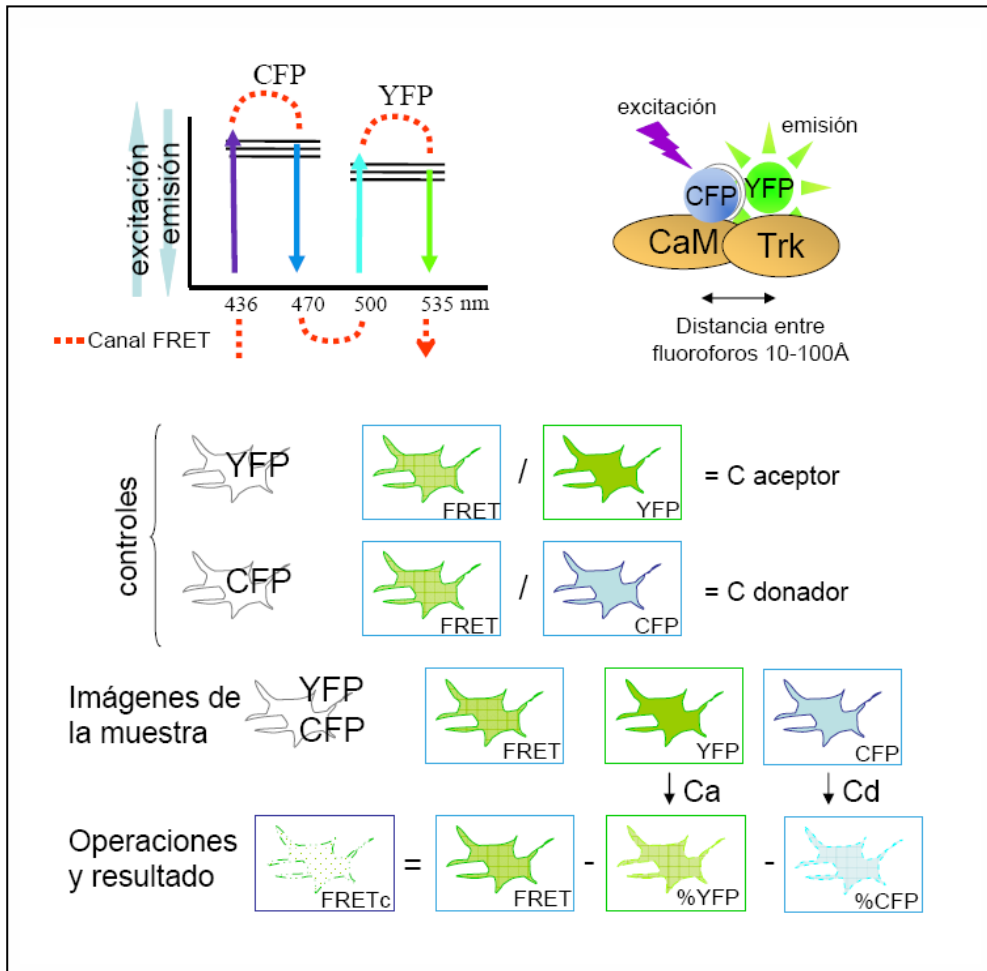 CFP
YFP
excitación
emisión
436
470
500
535 nm
Canal FRET
excitación
emisión
CFP
YFP
CaM
Trk
Distancia entre
fluoroforos 10-100Å
controles
YFP
FRET
/
YFP
= C aceptor
CFP
FRET
/
CFP
= C donador
Imágenes de
la muestra
YFP
CFP
FRET
YFP
CFP
Ca
Cd
Operaciones
y resultado
FRETc
=
FRET
-
%YFP
-
%CFP